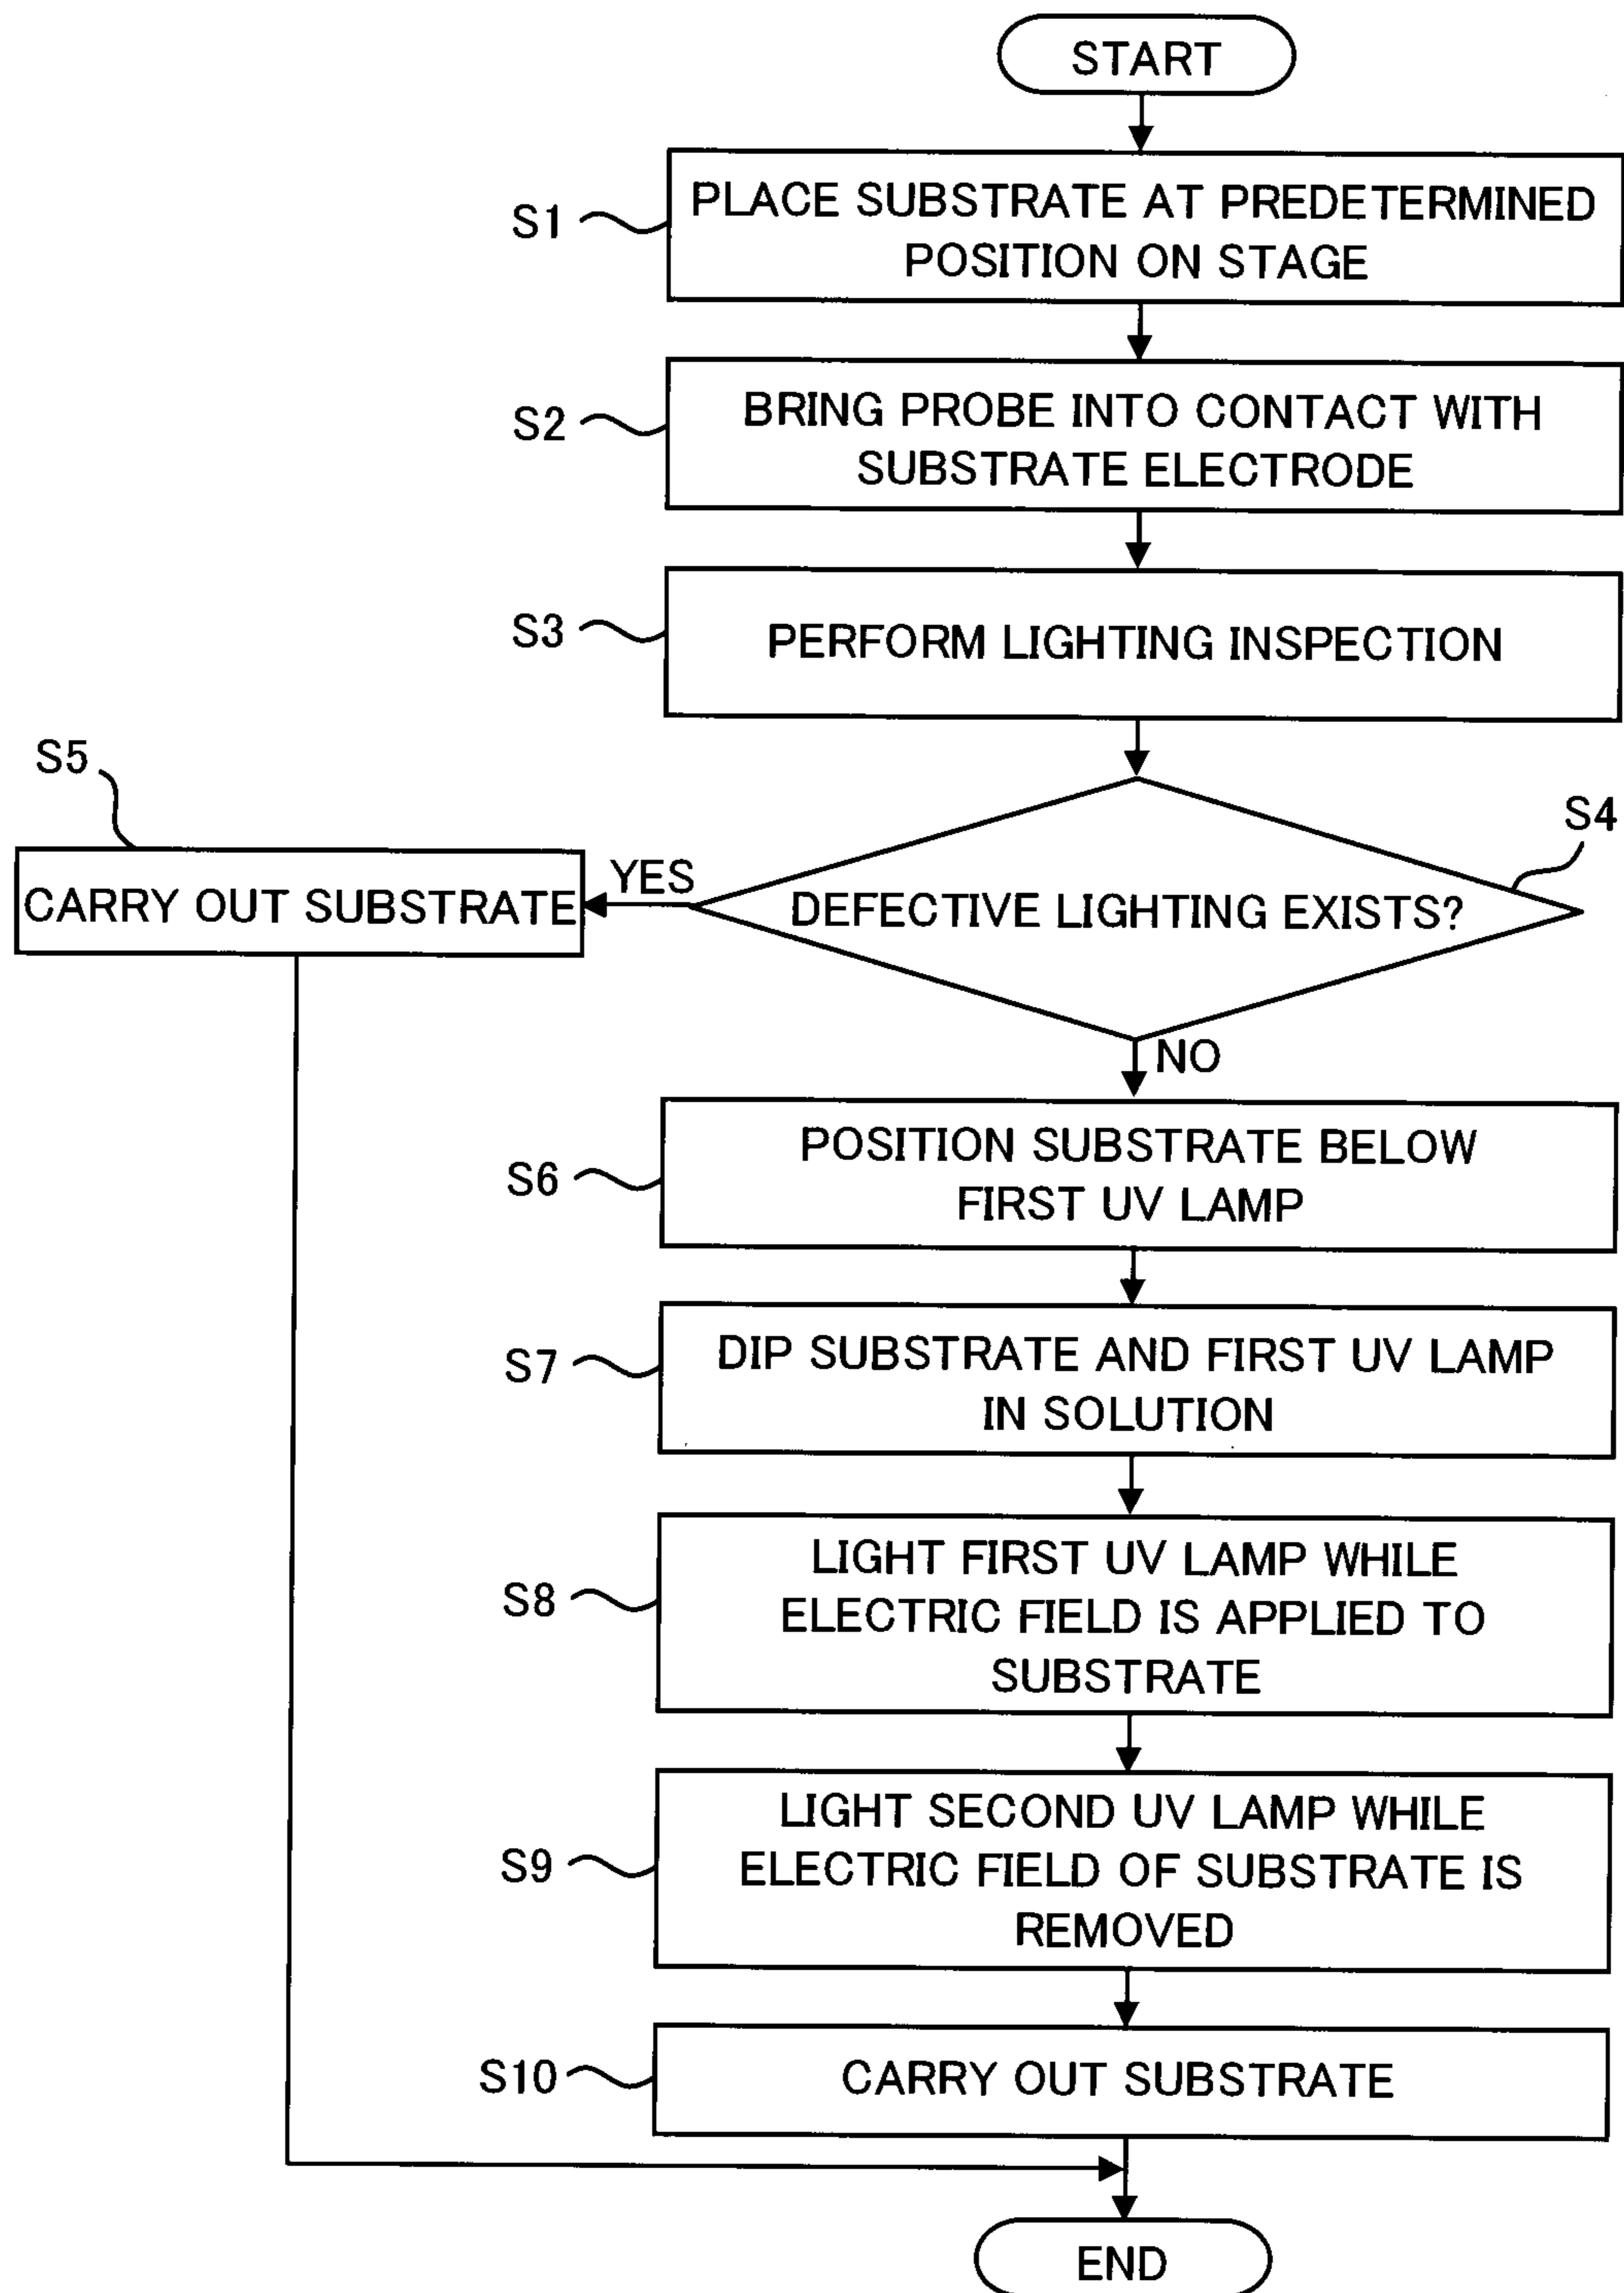 START
S1
PLACE SUBSTRATE AT PREDETERMINED
POSITION ON STAGE
S2
BRING PROBE INTO CONTACT WITH
SUBSTRATE ELECTRODE
S3
PERFORM LIGHTING INSPECTION
S4
DEFECTIVE LIGHTING EXISTS?
YES
S5
CARRY OUT SUBSTRATE
NO
S6
POSITION SUBSTRATE BELOW
FIRST UV LAMP
S7
DIP SUBSTRATE AND FIRST UV LAMP
IN SOLUTION
S8
LIGHT FIRST UV LAMP WHILE
ELECTRIC FIELD IS APPLIED TO
SUBSTRATE
S9
LIGHT SECOND UV LAMP WHILE
ELECTRIC FIELD OF SUBSTRATE IS
REMOVED
S10
CARRY OUT SUBSTRATE
END